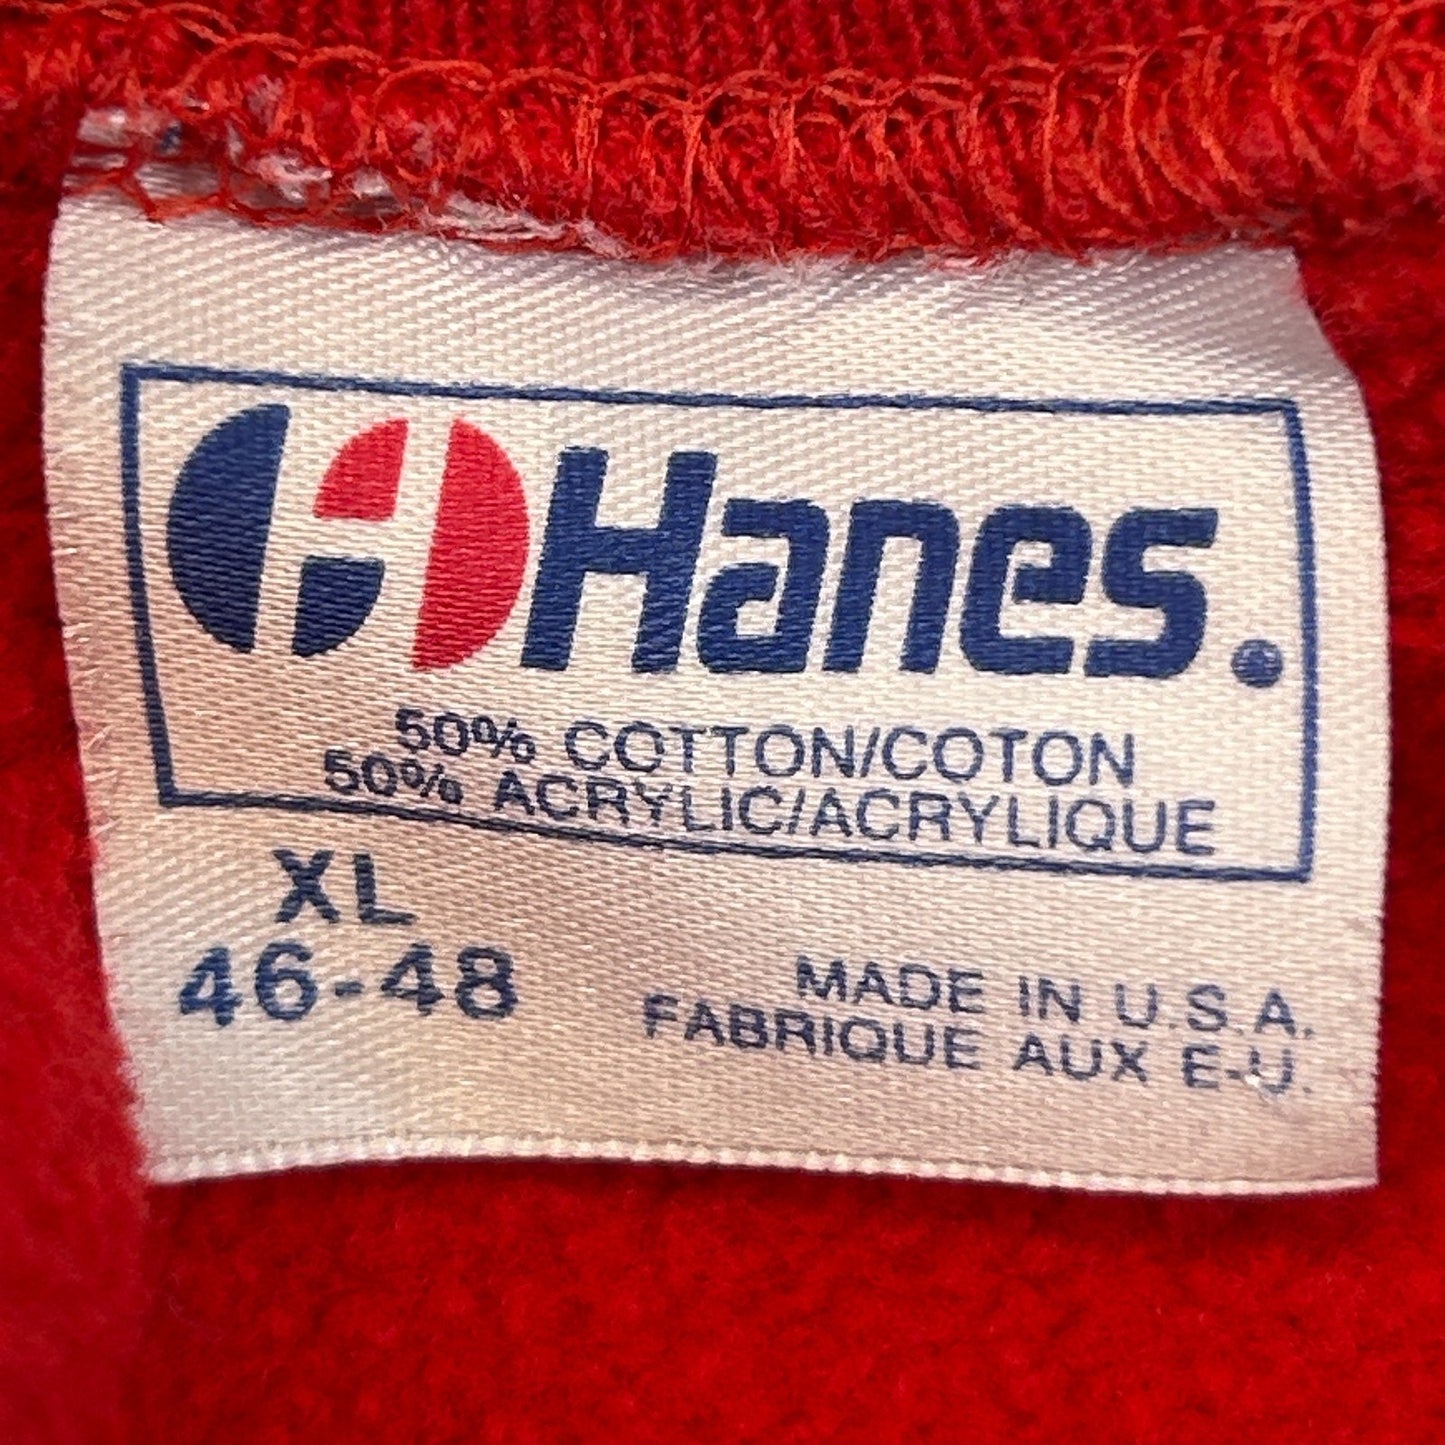 Hanes.
50% COTTON/COTON
50% ACRYLIC/ACRYLIQUE
XL
46-48
MADE IN U.S.A.
FABRIQUE AUX E-U.